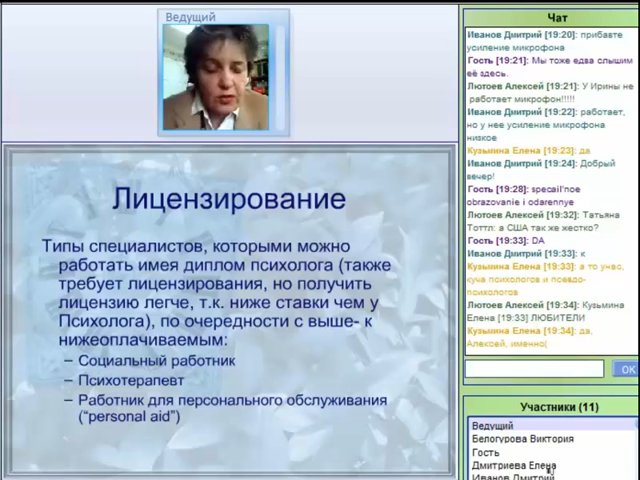 Ведущий
Лицензирование
Типы специалистов, которыми можно
работать имея диплом психолога (также
требует лицензирования, но получить
лицензию легче, т.к. ниже ставки чем у
Психолога), по очередности с выше- к
нижеоплачиваемым:
– Социальный работник
– Психотерапевт
– Работник для персонального обслуживания
("personal aid")
Чат
Иванов Дмитрий [19:20]: прибавте
усиление микрофона
Гость [19:21]: Мы тоже едва слышим
её здесь.
Лютоев Алексей [19:21]: У Ирины не
работает микрофон!!!!!
Иванов Дмитрий [19:22]: работает,
но у нее усиление микрофона
низкое
Кузьмина Елена [19:23]: да
Иванов Дмитрий [19:24]: Добрый
вечер!
Гость [19:28]: specail'noe
obrazovanie i odarennye
Лютоев Алексей [19:32]: Татьяна
Тоттл: а США так же жестко?
Гость [19:33]: DA
Иванов Дмитрий [19:33]: к
Кузьмина Елена [19:33]: а то у нас,
куча психологов и псевдо-
психологов
Лютоев Алексей [19:34]: Кузьмина
Елена [19:33] ЛЮБИТЕЛИ
Кузьмина Елена [19:34]: да,
Алексей, именно(
ОК
Участники (11)
Ведущий
Белогурова Виктория
Гость
Дмитриева Елена
Иванов Дмитрий